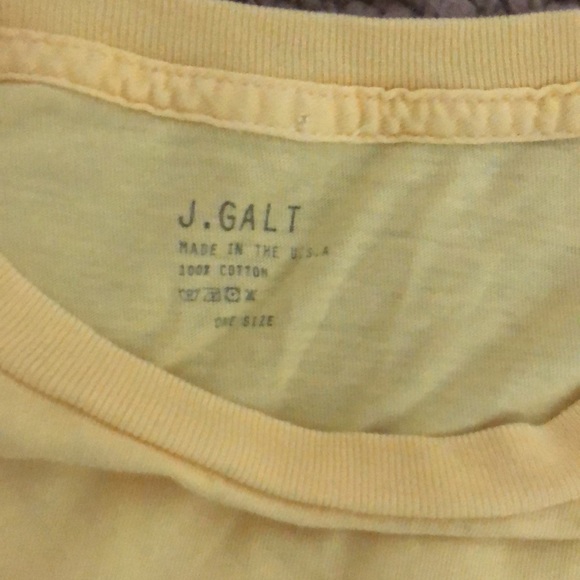 J.GALT
MADE IN THE U.S.A
100% COTTON
ONE SIZE